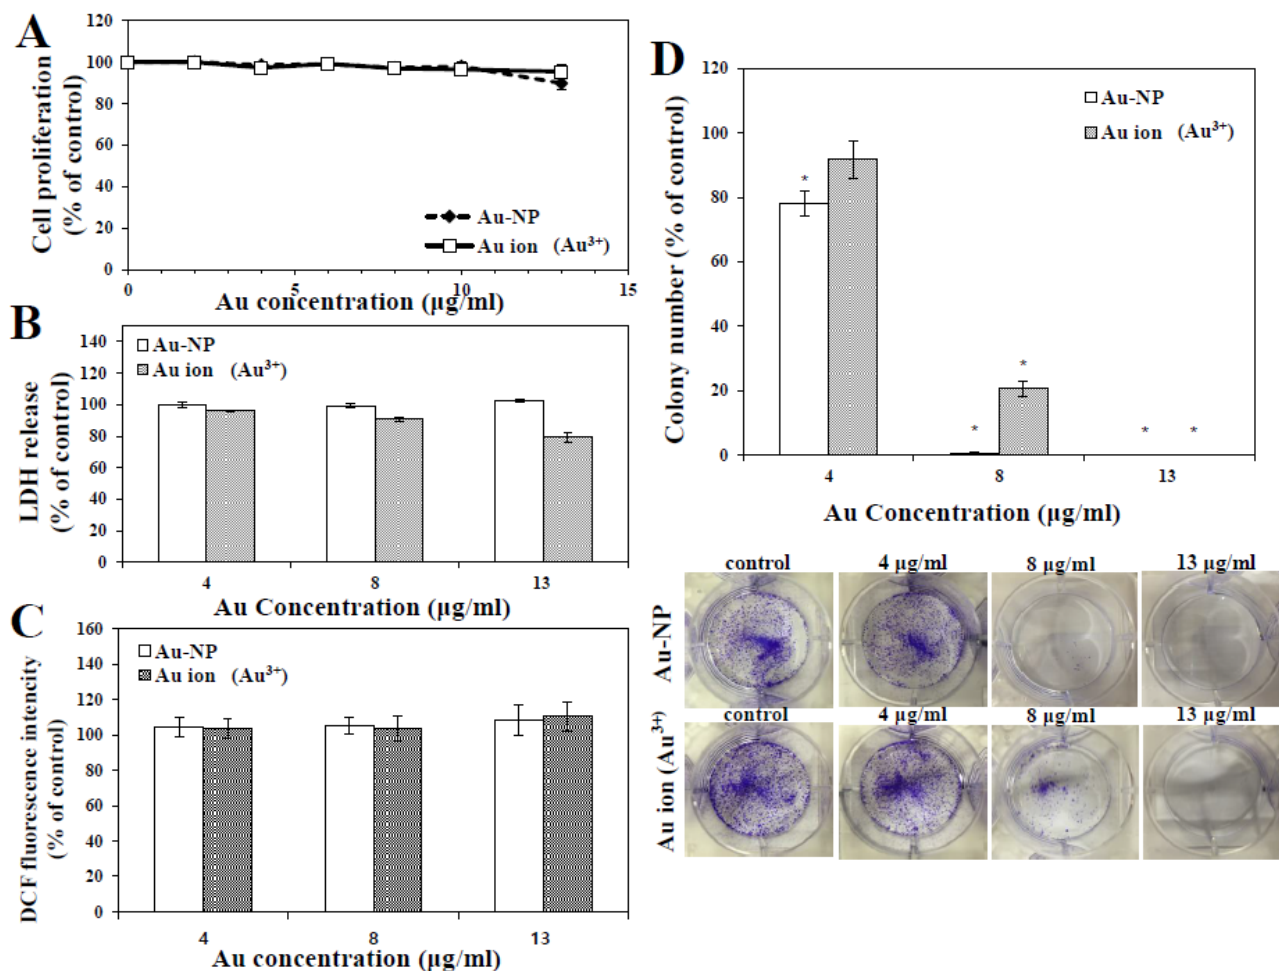 A
Cell proliferation
(% of control)
120
100
80
60
40
20
0
Au-NP
Au ion (Au³⁺)
0 5 10 15
Au concentration (µg/ml)
B
LDH release
(% of control)
140
120
100
80
60
40
20
0
Au-NP
Au ion (Au³⁺)
4 8 13
Au Concentration (µg/ml)
C
DCF fluorescence intencity
(% of control)
160
140
120
100
80
60
40
20
0
Au-NP
Au ion (Au³⁺)
4 8 13
Au concentration (µg/ml)
D
Colony number (% of control)
120
100
80
60
40
20
0
Au-NP
Au ion (Au³⁺)
*
*
*
* *
4 8 13
Au Concentration (µg/ml)
control 4 µg/ml 8 µg/ml 13 µg/ml
Au-NP
control 4 µg/ml 8 µg/ml 13 µg/ml
Au ion (Au³⁺)